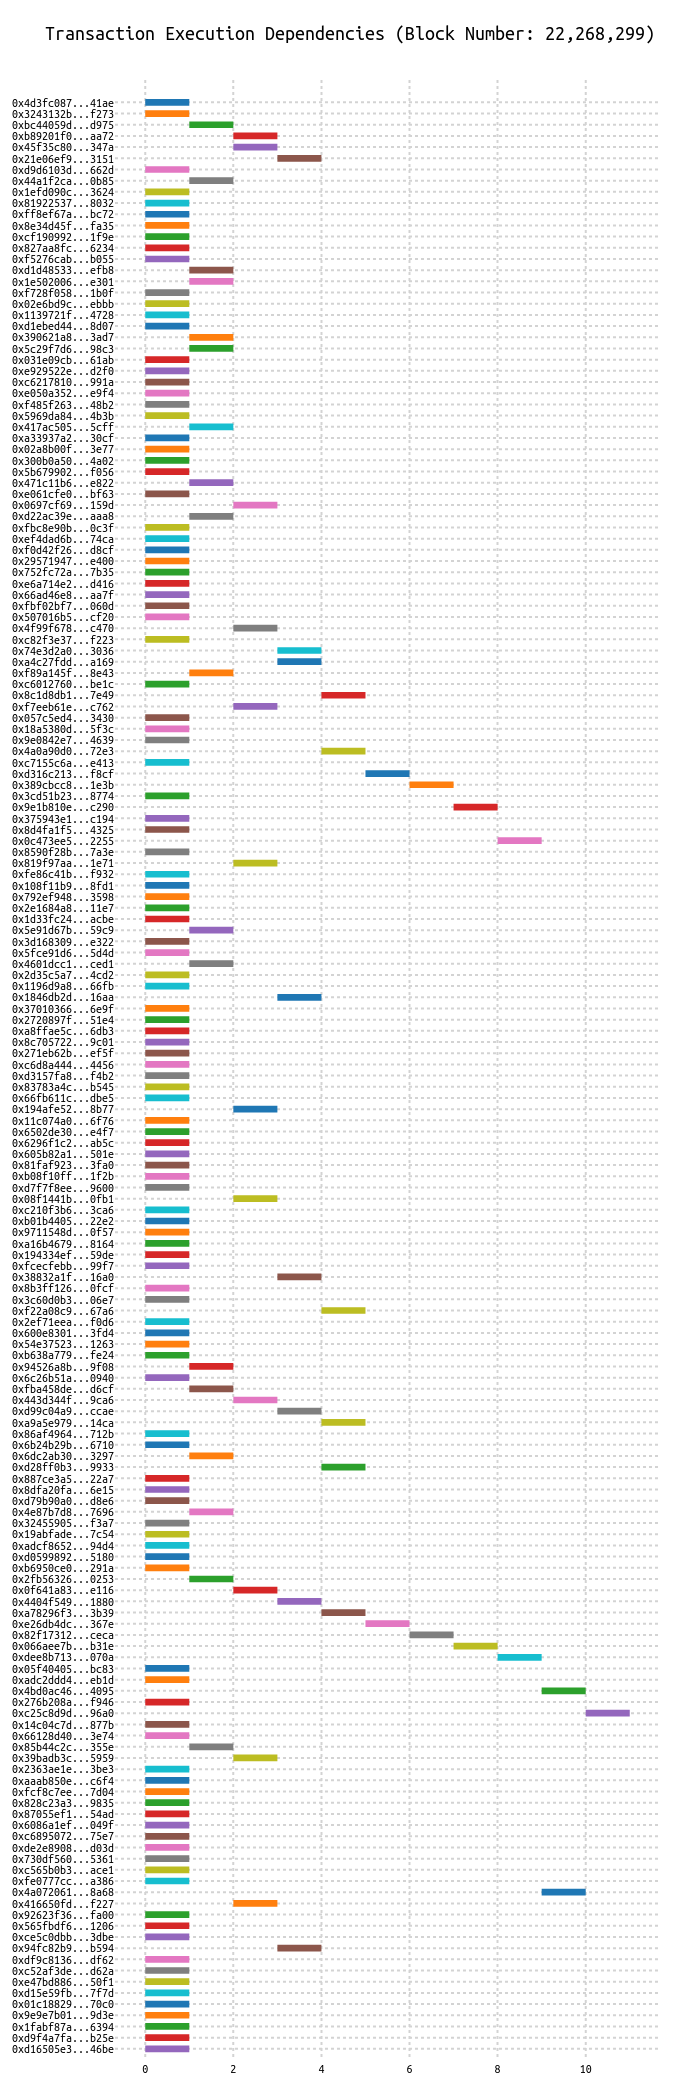 Transaction Execution Dependencies (Block Number: 22,268,299)
0x4d3fc087...41ae
0x3243132b...f273
0xbc44059d...d975
0xb89201f0...aa72
0x45f35c80...347a
0x21e06ef9...3151
0xd9d6103d...662d
0x44a1f2ca...0b85
0x1efd090c...3624
0x81922537...8032
0xff8ef67a...bc72
0x8e34d45f...fa35
0xcf190992...1f9e
0x827aa8fc...6234
0xf5276cab...b055
0xd1d48533...efb8
0x1e502006...e301
0xf728f058...1b0f
0x02e6bd9c...ebbb
0x1139721f...4728
0xd1ebed44...8d07
0x390621a8...3ad7
0x5c29f7d6...98c3
0x031e09cb...61ab
0xe929522e...d2f0
0xc6217810...991a
0xe050a352...e9f4
0xf485f263...48b2
0x5969da84...4b3b
0x417ac505...5cff
0xa33937a2...30cf
0x02a8b00f...3e77
0x300b0a50...4a02
0x5b679902...f056
0x471c11b6...e822
0xe061cfe0...bf63
0x0697cf69...159d
0xd22ac39e...aaa8
0xfbc8e90b...0c3f
0xef4dad6b...74ca
0xf0d42f26...d8cf
0x29571947...e400
0x752fc72a...7b35
0xe6a714e2...d416
0x66ad46e8...aa7f
0xfbf02bf7...060d
0x507016b5...cf20
0x4f99f678...c470
0xc82f3e37...f223
0x74e3d2a0...3036
0xa4c27fdd...a169
0xf89a145f...8e43
0xc6012760...be1c
0x8c1d8db1...7e49
0xf7eeb61e...c762
0x057c5ed4...3430
0x18a5380d...5f3c
0x9e0842e7...4639
0x4a0a90d0...72e3
0xc7155c6a...e413
0xd316c213...f8cf
0x389cbcc8...1e3b
0x3cd51b23...8774
0x9e1b810e...c290
0x375943e1...c194
0x8d4fa1f5...4325
0x0c473ee5...2255
0x8590f28b...7a3e
0x819f97aa...1e71
0xfe86c41b...f932
0x108f11b9...8fd1
0x792ef948...3598
0x2e1684a8...11e7
0x1d33fc24...acbe
0x5e91d67b...59c9
0x3d168309...e322
0x5fce91d6...5d4d
0x4601dcc1...ced1
0x2d35c5a7...4cd2
0x1196d9a8...66fb
0x1846db2d...16aa
0x37010366...6e9f
0x2720897f...51e4
0xa8ffae5c...6db3
0x8c705722...9c01
0x271eb62b...ef5f
0xc6d8a444...4456
0xd3157fa8...f4b2
0x83783a4c...b545
0x66fb611c...dbe5
0x194afe52...8b77
0x11c074a0...6f76
0x6502de30...e4f7
0x6296f1c2...ab5c
0x605b82a1...501e
0x81faf923...3fa0
0xb08f10ff...1f2b
0xd7f7f8ee...9600
0x08f1441b...0fb1
0xc210f3b6...3ca6
0xb01b4405...22e2
0x9711548d...0f57
0xa16b4679...8164
0x194334ef...59de
0xfcecfebb...99f7
0x38832a1f...16a0
0x8b3ff126...0fcf
0x3c60d0b3...06e7
0xf22a08c9...67a6
0x2ef71eea...f0d6
0x600e8301...3fd4
0x54e37523...1263
0xb638a779...fe24
0x94526a8b...9f08
0x6c26b51a...0940
0xfba458de...d6cf
0x443d344f...9ca6
0xd99c04a9...ccae
0xa9a5e979...14ca
0x86af4964...712b
0x6b24b29b...6710
0x6dc2ab30...3297
0xd28ff0b3...9933
0x887ce3a5...22a7
0x8dfa20fa...6e15
0xd79b90a0...d8e6
0x4e87b7d8...7696
0x32455905...f3a7
0x19abfade...7c54
0xadcf8652...94d4
0xd0599892...5180
0xb6950ce0...291a
0x2fb56326...0253
0x0f641a83...e116
0x4404f549...1880
0xa78296f3...3b39
0xe26db4dc...367e
0x82f17312...ceca
0x066aee7b...b31e
0xdee8b713...070a
0x05f40405...bc83
0xadc2ddd4...eb1d
0x4bd0ac46...4095
0x276b208a...f946
0xc25c8d9d...96a0
0x14c04c7d...877b
0x66128d40...3e74
0x85b44c2c...355e
0x39badb3c...5959
0x2363ae1e...3be3
0xaaab850e...c6f4
0xfcf8c7ee...7d04
0x828c23a3...9835
0x87055ef1...54ad
0x6086a1ef...049f
0xc6895072...75e7
0xde2e8908...d03d
0x730df560...5361
0xc565b0b3...ace1
0xfe0777cc...a386
0x4a072061...8a68
0x416650fd...f227
0x92623f36...fa00
0x565fbdf6...1206
0xce5c0dbb...3dbe
0x94fc82b9...b594
0xdf9c8136...df62
0xc52af3de...d62a
0xe47bd886...50f1
0xd15e59fb...7f7d
0x01c18829...70c0
0x9e9e7b01...9d3e
0x1fabf87a...6394
0xd9f4a7fa...b25e
0xd16505e3...46be
0 2 4 6 8 10